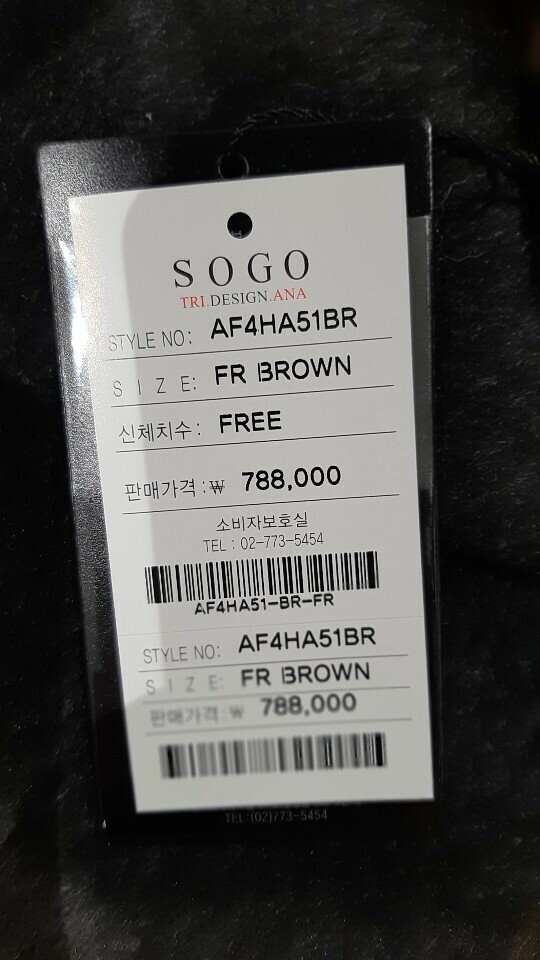 SOGO
TRI.DESIGN.ANA
STYLE NO: AF4HA51BR
S I Z E: FR BROWN
신체치수: FREE
판매가격:₩ 788,000
소비자보호실
TEL : 02-773-5454
AF4HA51-BR-FR
STYLE NO: AF4HA51BR
S I Z E: FR BROWN
판매가격:₩ 788,000
TEL:(02)773-5454